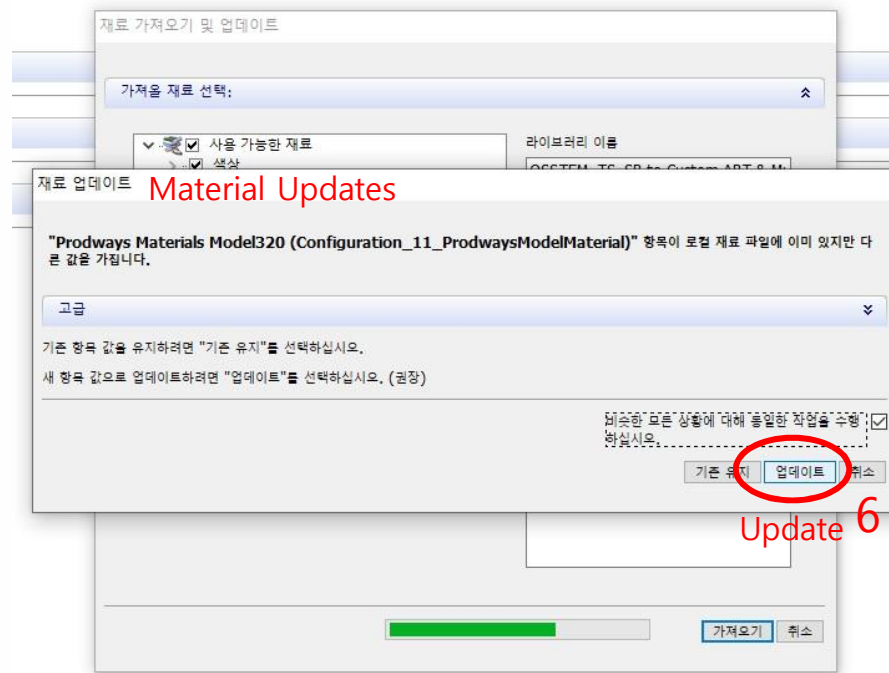 재료 가져오기 및 업데이트
가져올 재료 선택:
사용 가능한 재료
색상
라이브러리 이름
재료 업데이트
Material Updates
"Prodways Materials Model320 (Configuration_11_ProdwaysModelMaterial)" 항목이 로컬 재료 파일에 이미 있지만 다
른 값을 가집니다.
고급
기존 항목 값을 유지하려면 "기존 유지"를 선택하십시오.
새 항목 값으로 업데이트하려면 "업데이트"를 선택하십시오. (권장)
비슷한 모든 상황에 대해 동일한 작업을 수행
하십시오.
기존 유지 업데이트 취소
Update 6
가져오기 취소